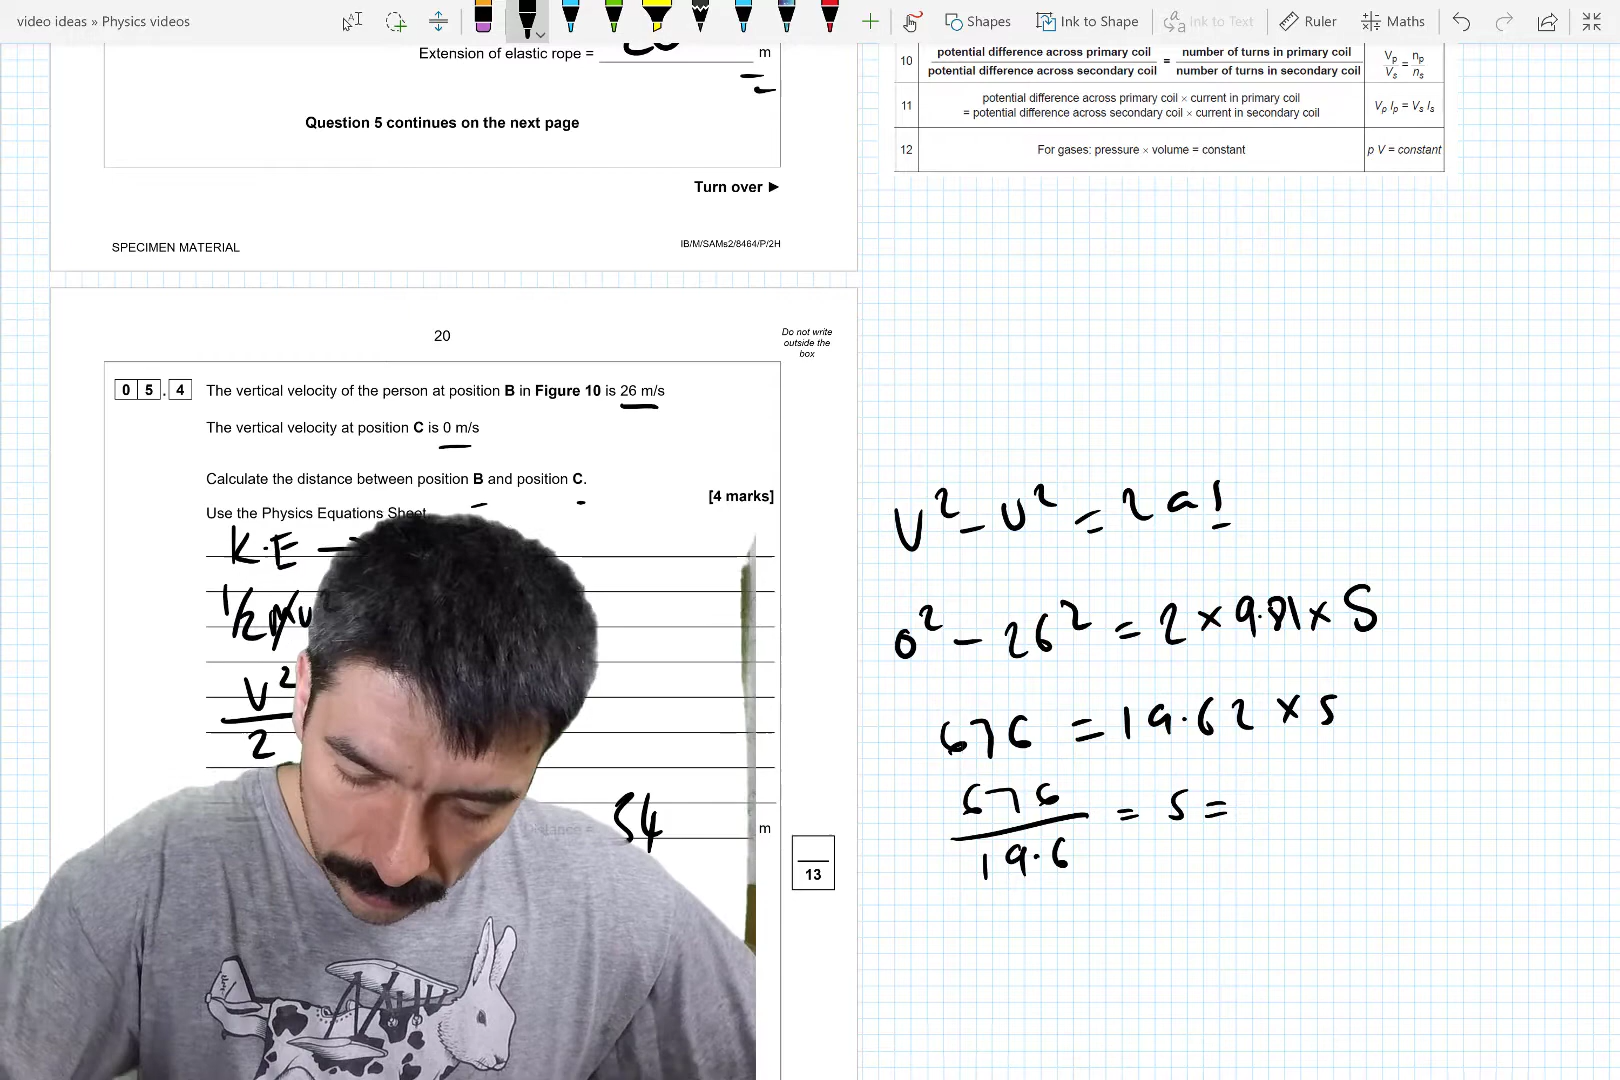 video ideas » Physics videos
Shapes
Ink to Shape
Ink to Text
Ruler
Maths
Extension of elastic rope = m
Question 5 continues on the next page
Turn over ►
SPECIMEN MATERIAL
IB/M/SAMs2/8464/P/2H
10 potential difference across primary coil / potential difference across secondary coil = number of turns in primary coil / number of turns in secondary coil Vp/Vs = np/ns
11 potential difference across primary coil × current in primary coil
= potential difference across secondary coil × current in secondary coil Vp Ip = Vs Is
12 For gases: pressure × volume = constant p V = constant
20
Do not write
outside the
box
0 5 . 4 The vertical velocity of the person at position B in Figure 10 is 26 m/s
The vertical velocity at position C is 0 m/s
Calculate the distance between position B and position C.
[4 marks]
Use the Physics Equations Sheet
K.E
1/2 mv²
v²
2
Distance = 34 m
13
v² - u² = 2 a s
0² - 26² = 2 × 9.81 × s
676 = 19.62 × s
676 / 19.6 = s =